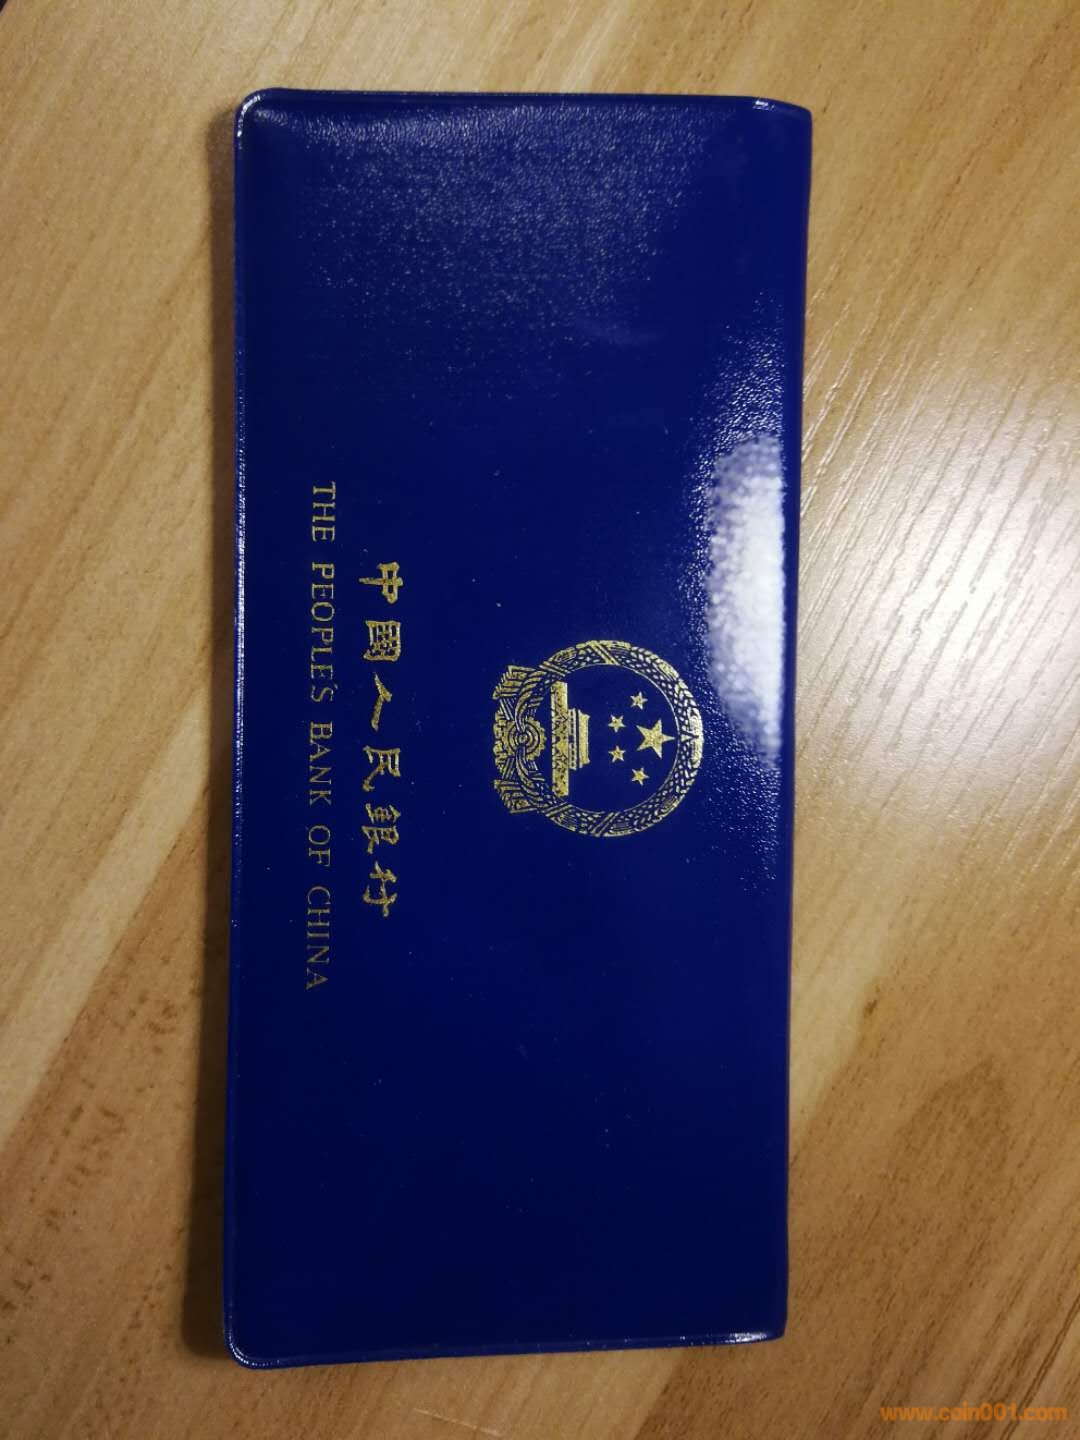 中國人民銀行
THE PEOPLE'S BANK OF CHINA
www.coin001.com